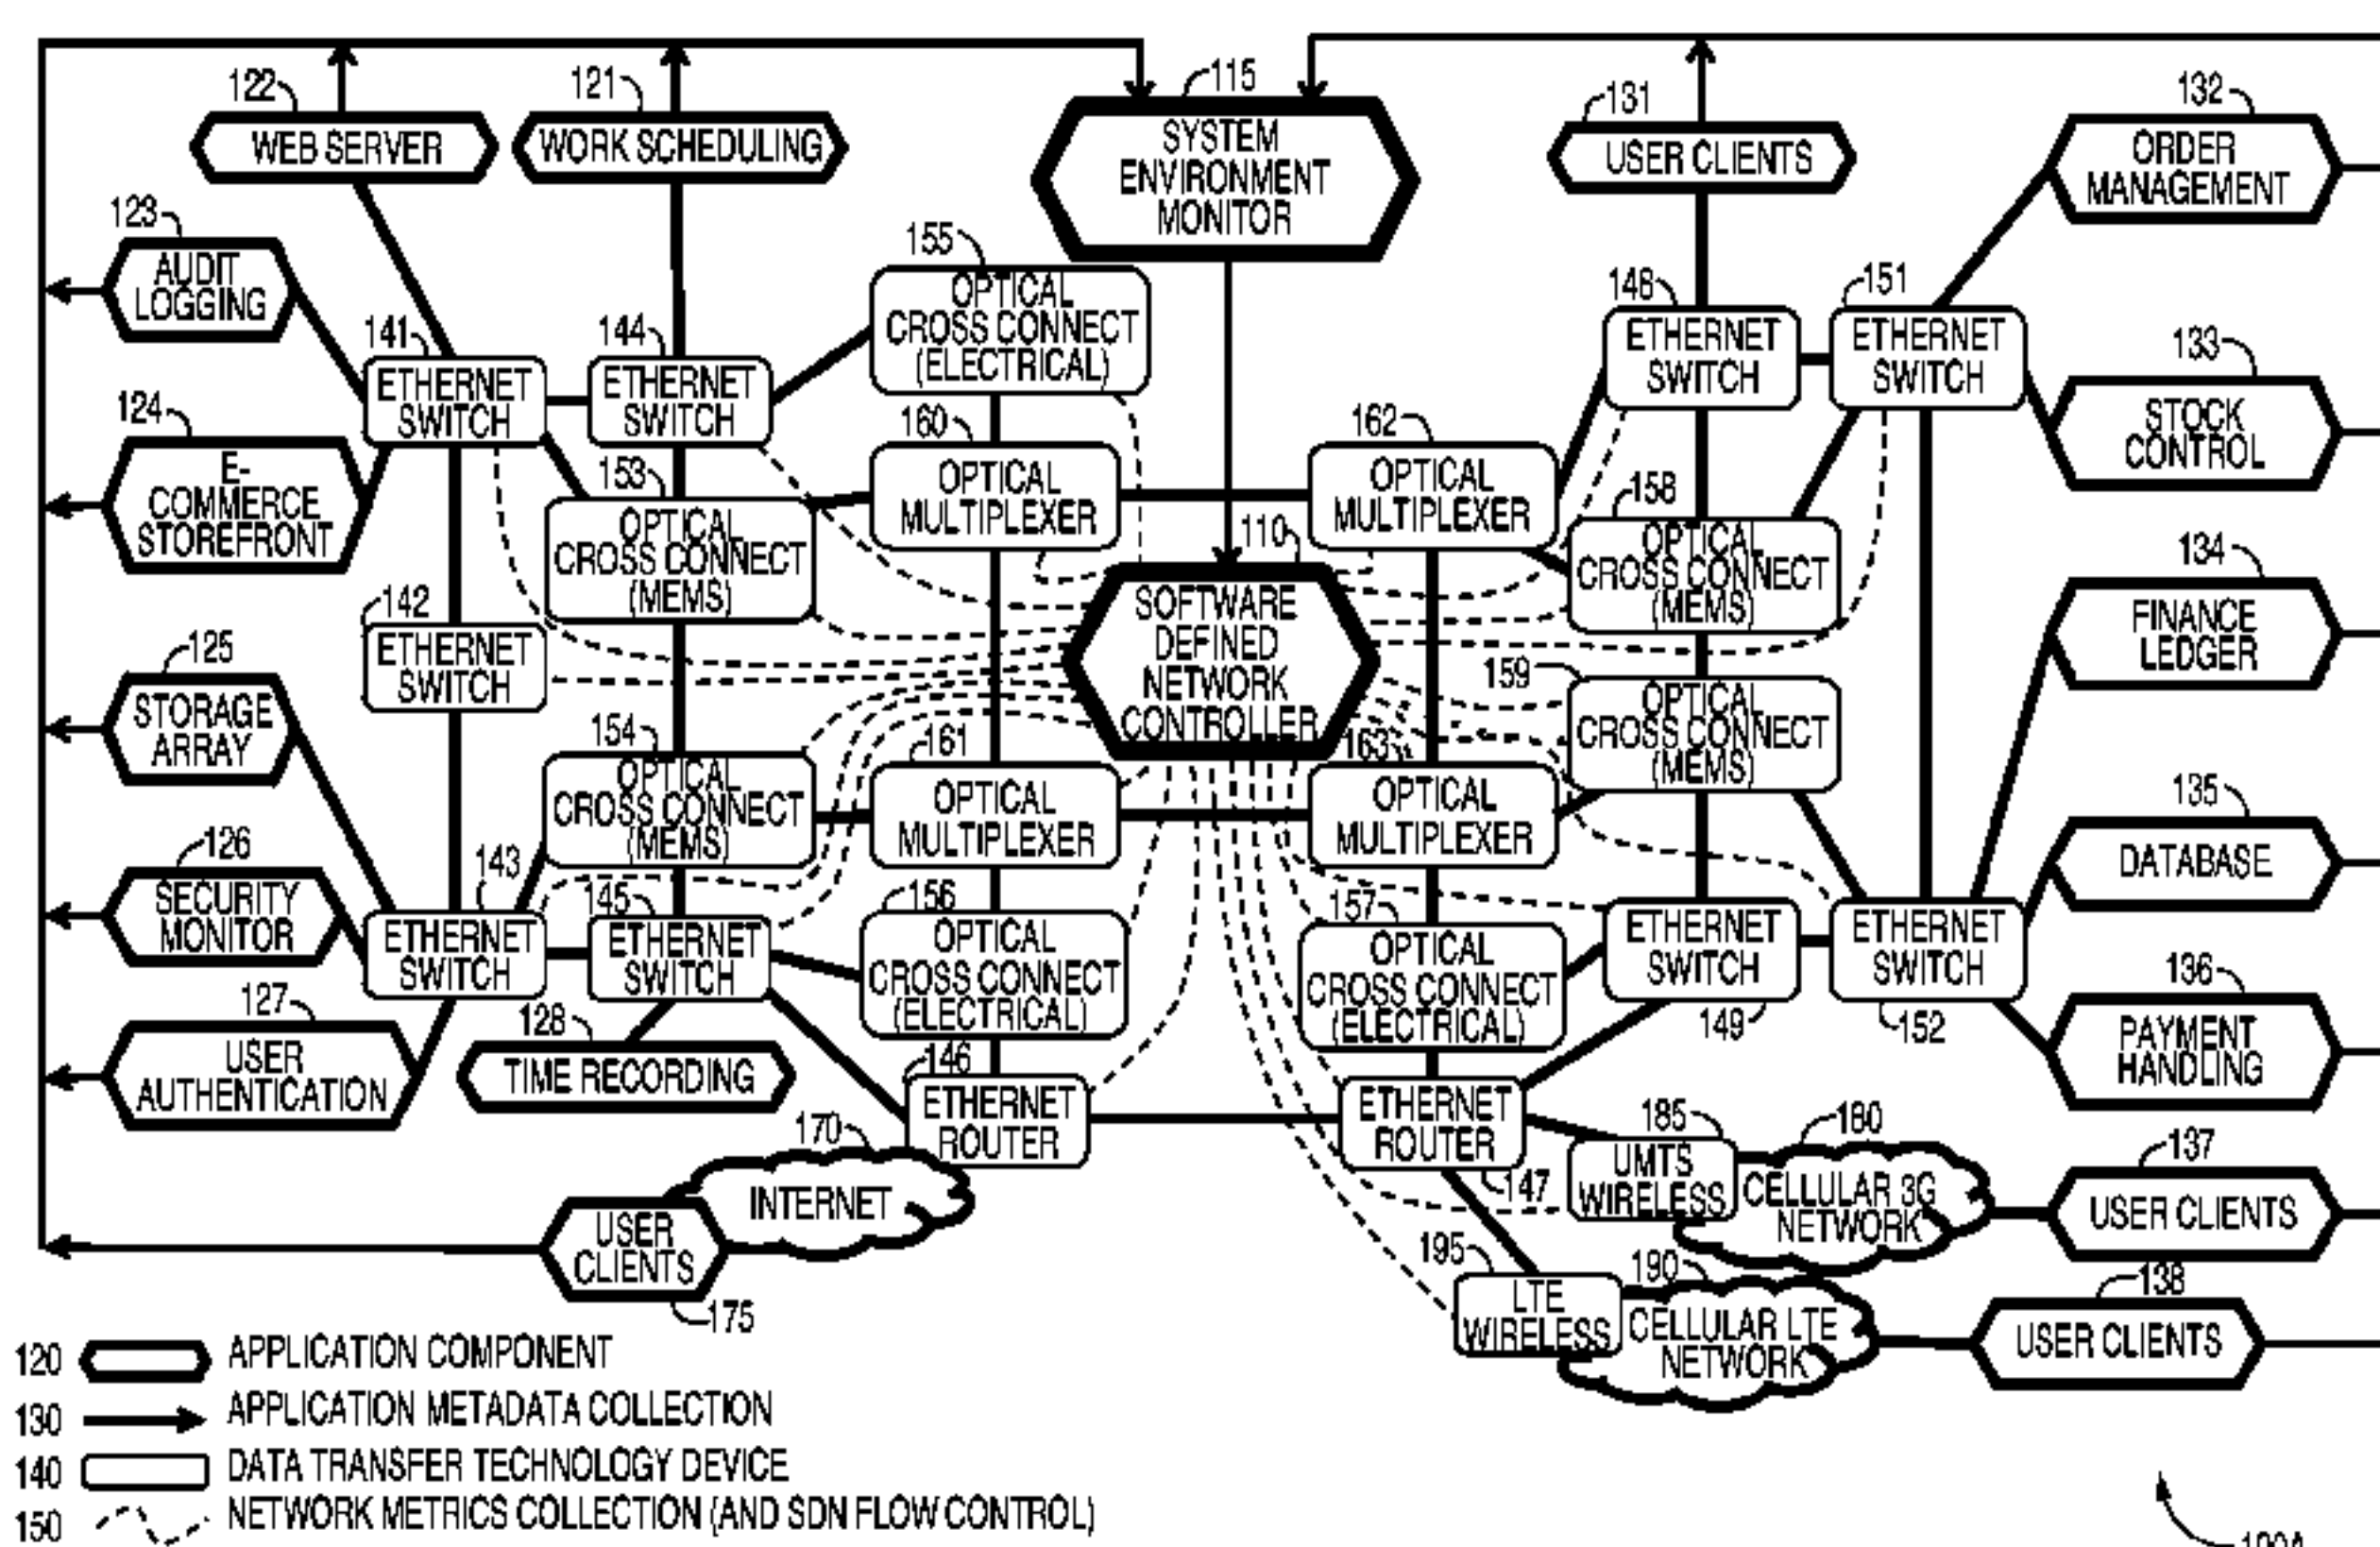 115
122
121
131
132
WEB SERVER
WORK SCHEDULING
SYSTEM
ENVIRONMENT
MONITOR
USER CLIENTS
ORDER
MANAGEMENT
123
AUDIT
LOGGING
155
OPTICAL
CROSS CONNECT
(ELECTRICAL)
148
ETHERNET
SWITCH
151
ETHERNET
SWITCH
133
STOCK
CONTROL
141
ETHERNET
SWITCH
144
ETHERNET
SWITCH
124
E-
COMMERCE
STOREFRONT
160
OPTICAL
MULTIPLEXER
162
OPTICAL
MULTIPLEXER
153
OPTICAL
CROSS CONNECT
(MEMS)
158
OPTICAL
CROSS CONNECT
(MEMS)
110
SOFTWARE
DEFINED
NETWORK
CONTROLLER
134
FINANCE
LEDGER
142
ETHERNET
SWITCH
125
STORAGE
ARRAY
159
OPTICAL
CROSS CONNECT
(MEMS)
154
OPTICAL
CROSS CONNECT
(MEMS)
161
OPTICAL
MULTIPLEXER
163
OPTICAL
MULTIPLEXER
135
DATABASE
126
SECURITY
MONITOR
143
ETHERNET
SWITCH
145
ETHERNET
SWITCH
156
OPTICAL
CROSS CONNECT
(ELECTRICAL)
157
OPTICAL
CROSS CONNECT
(ELECTRICAL)
ETHERNET
SWITCH
149
ETHERNET
SWITCH
152
136
PAYMENT
HANDLING
127
USER
AUTHENTICATION
128
TIME RECORDING
146
ETHERNET
ROUTER
ETHERNET
ROUTER
147
170
INTERNET
185
UMTS
WIRELESS
180
CELLULAR 3G
NETWORK
137
USER CLIENTS
USER
CLIENTS
175
195
LTE
WIRELESS
190
CELLULAR LTE
NETWORK
138
USER CLIENTS
120 APPLICATION COMPONENT
130 APPLICATION METADATA COLLECTION
140 DATA TRANSFER TECHNOLOGY DEVICE
150 NETWORK METRICS COLLECTION (AND SDN FLOW CONTROL)